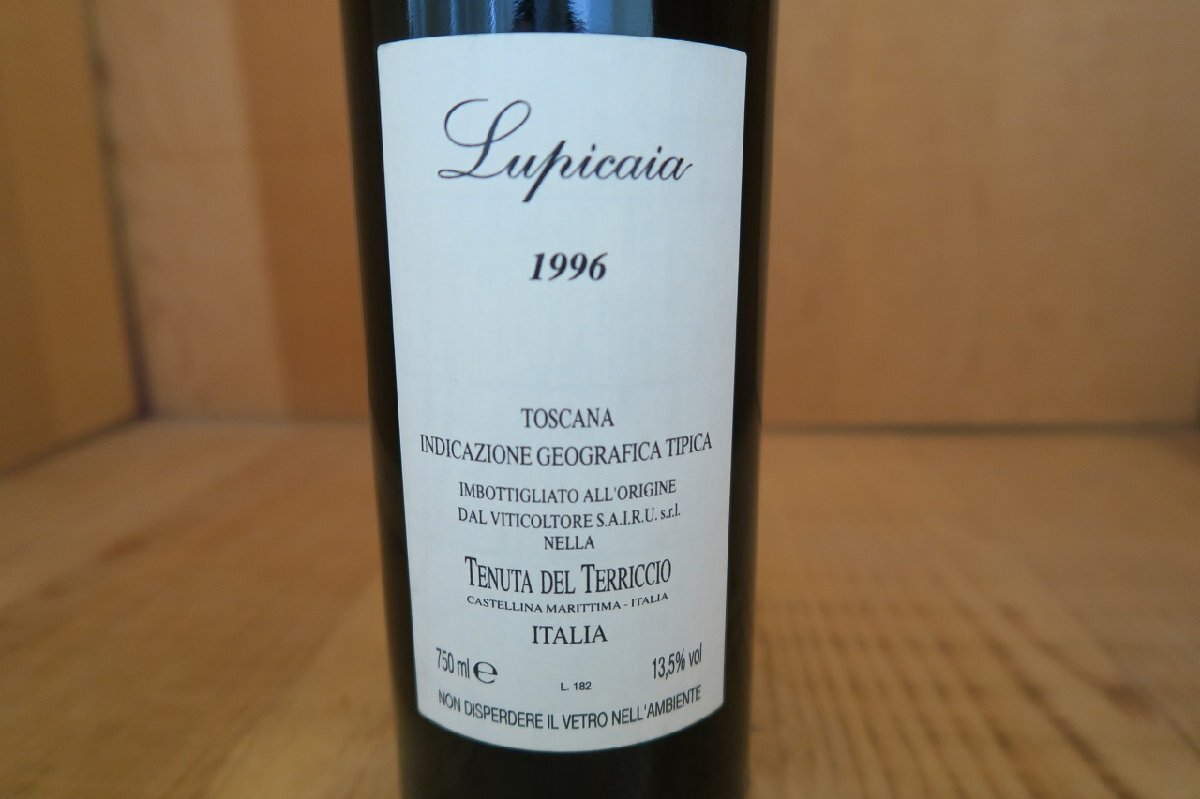 Lupicaia
1996
TOSCANA
INDICAZIONE GEOGRAFICA TIPICA
IMBOTTIGLIATO ALL'ORIGINE
DAL VITICOLTORE S.A.I.R.U. s.r.l.
NELLA
TENUTA DEL TERRICCIO
CASTELLINA MARITTIMA - ITALIA
ITALIA
750 ml ℮ 13,5% vol
L. 182
NON DISPERDERE IL VETRO NELL'AMBIENTE